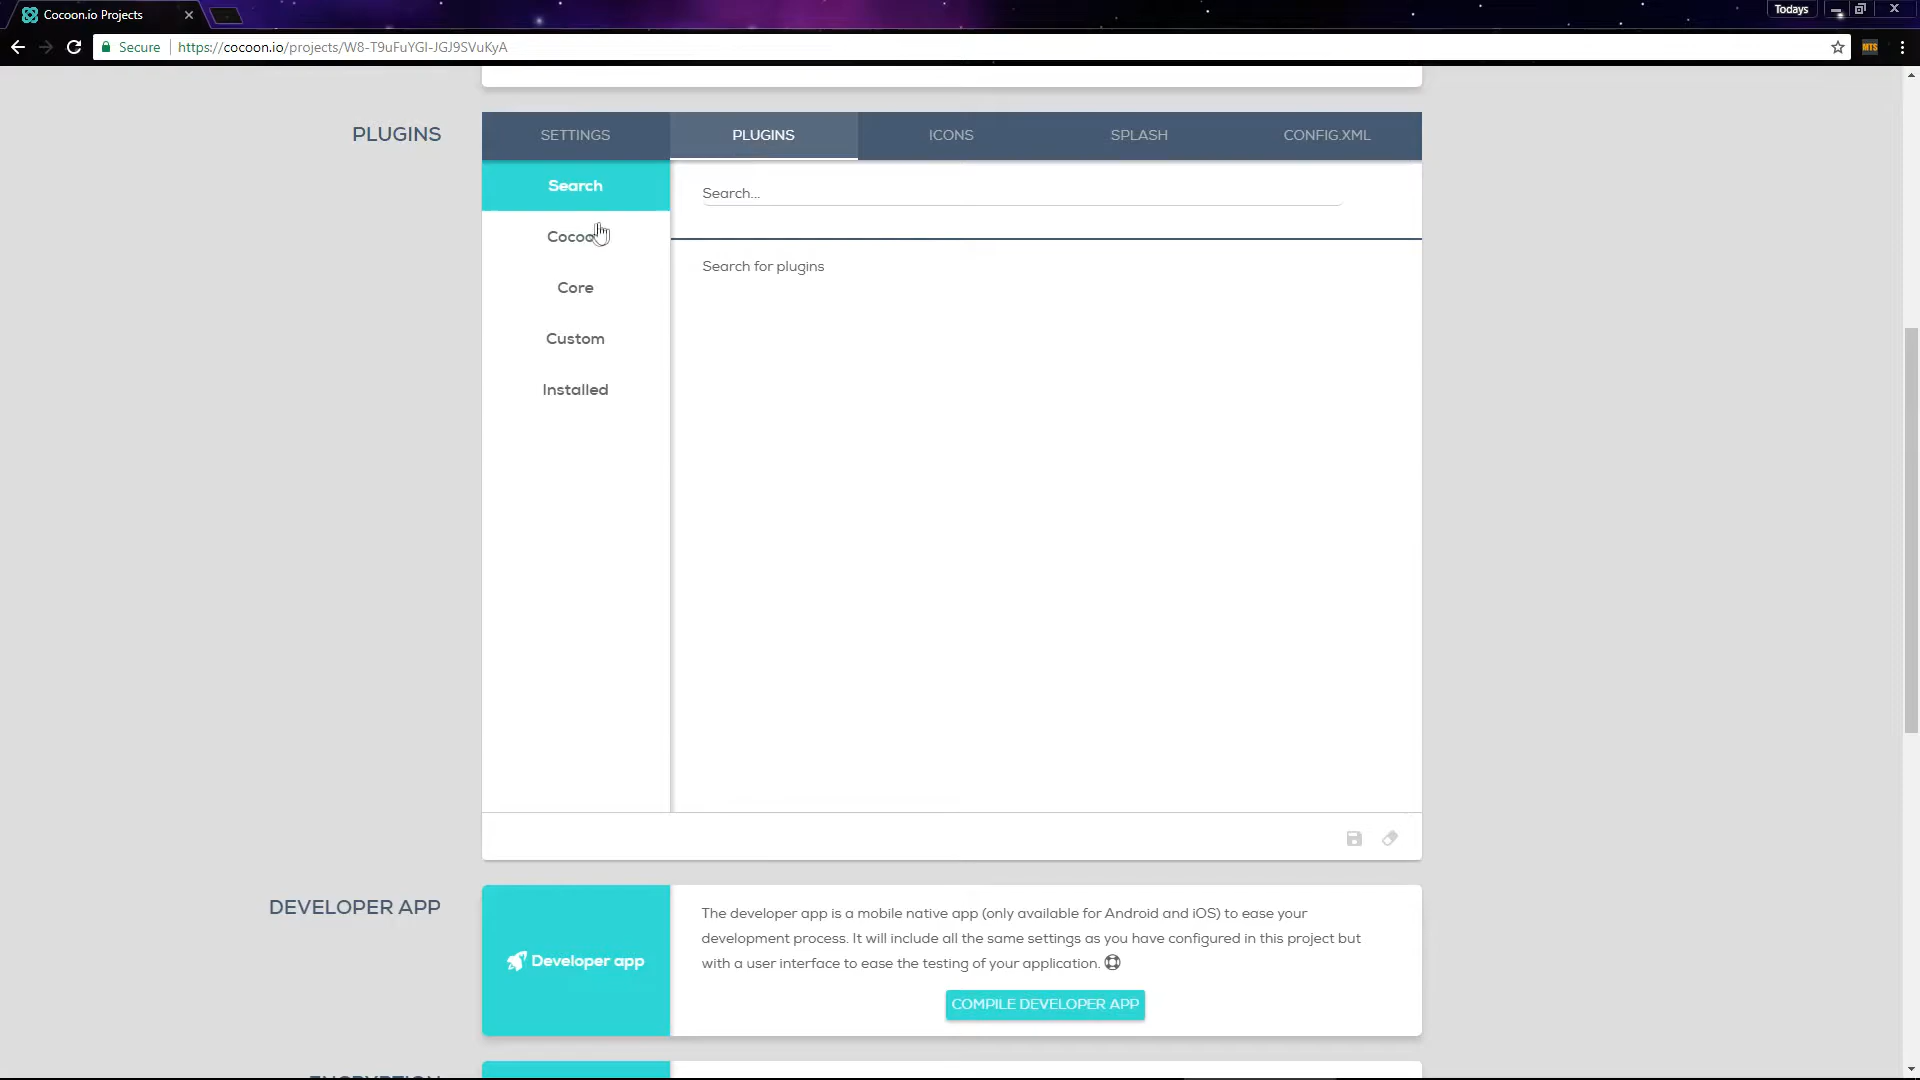 Cocoon.io Projects
Todays
Secure
https://cocoon.io/projects/W8-T9uFuYGI-JGJ9SVuKyA
MTS
PLUGINS
SETTINGS
PLUGINS
ICONS
SPLASH
CONFIG.XML
Search
Search...
Search for plugins
Core
Custom
Installed
DEVELOPER APP
Developer app
The developer app is a mobile native app (only available for Android and iOS) to ease your
development process. It will include all the same settings as you have configured in this project but
with a user interface to ease the testing of your application.
COMPILE DEVELOPER APP